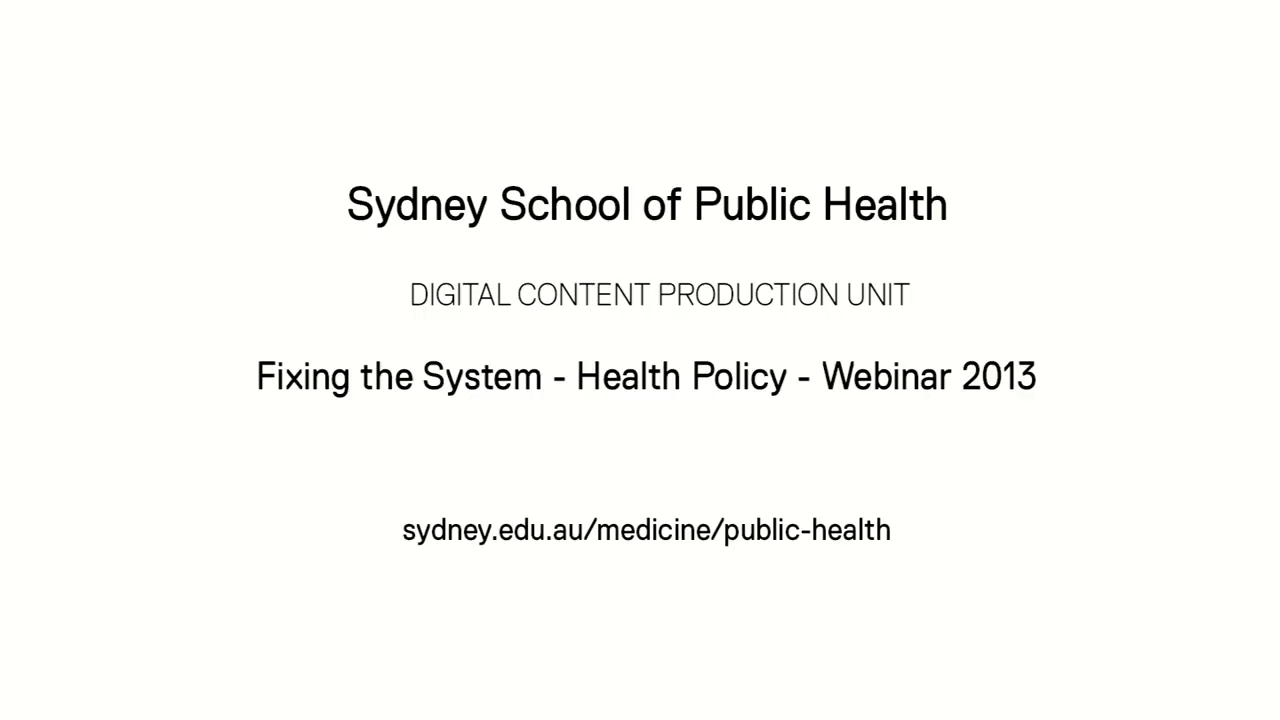 Sydney School of Public Health
DIGITAL CONTENT PRODUCTION UNIT
Fixing the System - Health Policy - Webinar 2013
sydney.edu.au/medicine/public-health